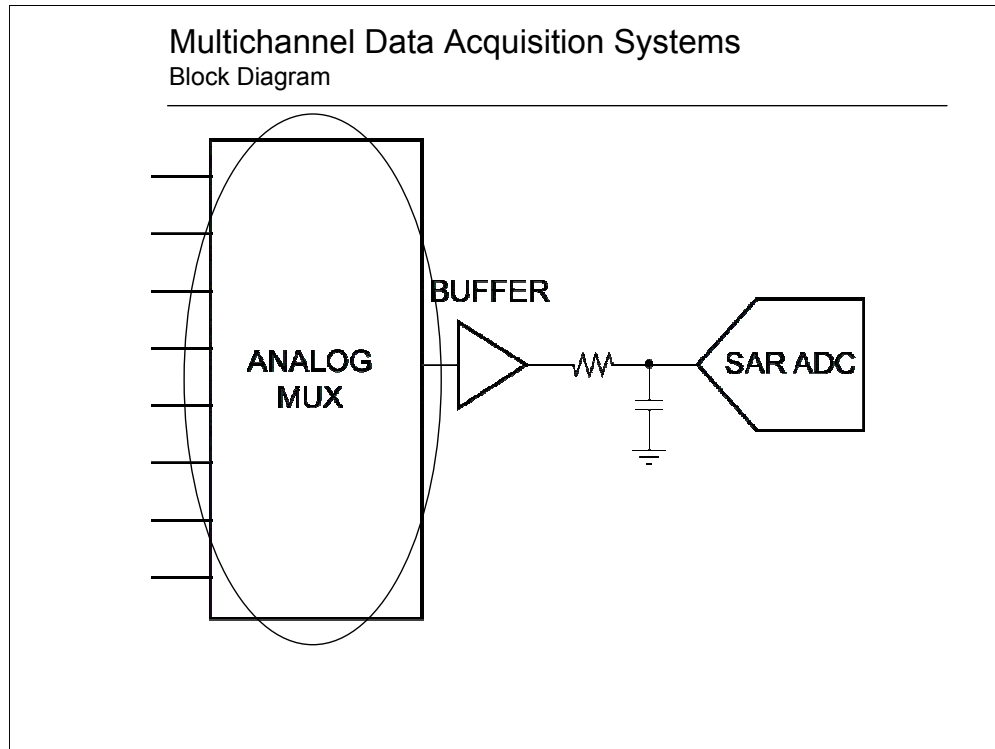 Multichannel Data Acquisition Systems
Block Diagram
BUFFER
ANALOG
MUX
SAR ADC